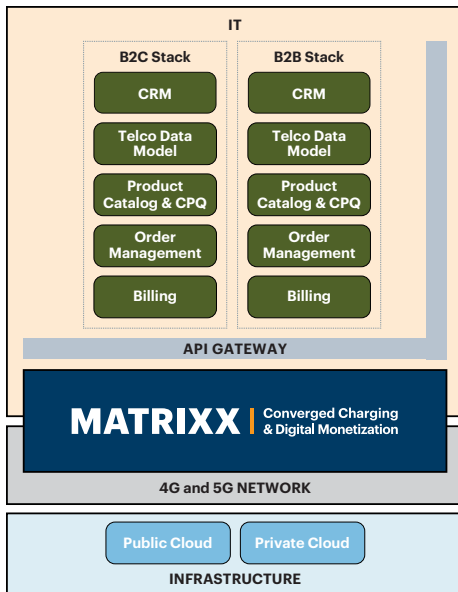 IT
B2C Stack
CRM
Telco Data
Model
Product
Catalog & CPQ
Order
Management
Billing
B2B Stack
CRM
Telco Data
Model
Product
Catalog & CPQ
Order
Management
Billing
API GATEWAY
MATRIXX
Converged Charging
& Digital Monetization
4G and 5G NETWORK
Public Cloud
Private Cloud
INFRASTRUCTURE